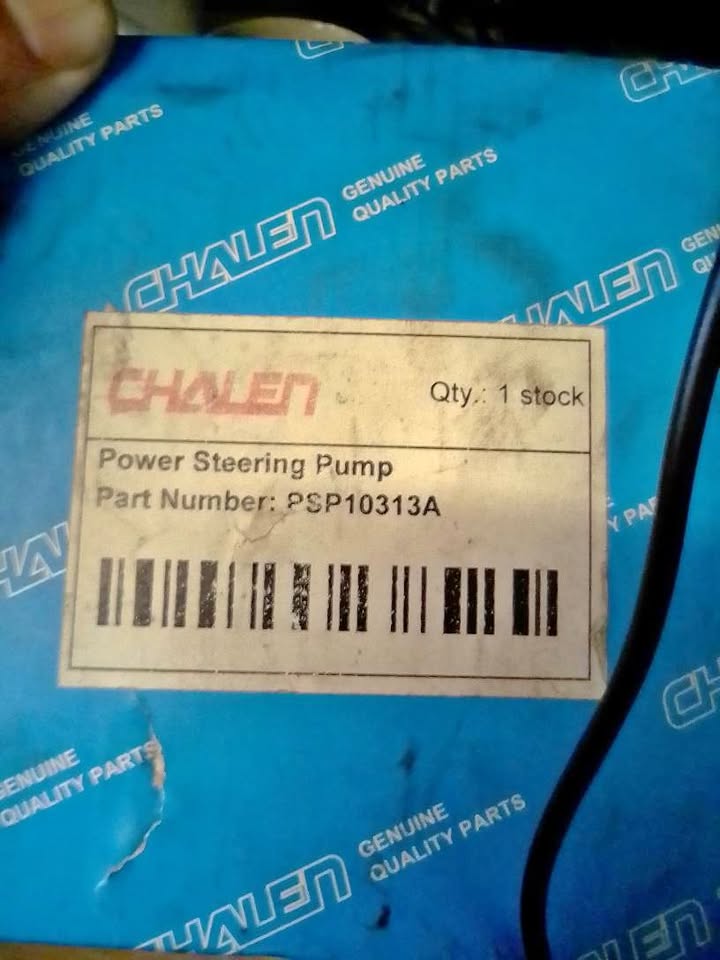 GENUINE
QUALITY PARTS
CHALEN GENUINE
QUALITY PARTS
CHALEN
CHALEN
Qty.: 1 stock
Power Steering Pump
Part Number: PSP10313A
GENUINE
QUALITY PARTS
CHALEN GENUINE
QUALITY PARTS
CHALEN